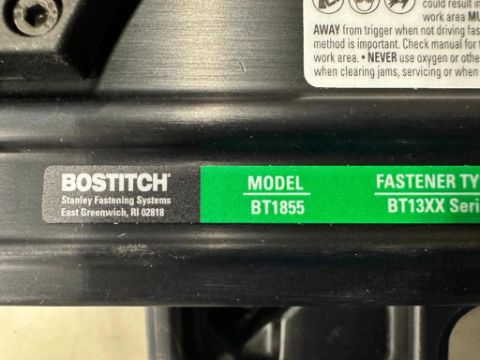 could result in
work area MU
AWAY from trigger when not driving fas
method is important. Check manual for
work area. • NEVER use oxygen or othe
when clearing jams, servicing or when
BOSTITCH
Stanley Fastening Systems
East Greenwich, RI 02818
MODEL
BT1855
FASTENER TY
BT13XX Seri